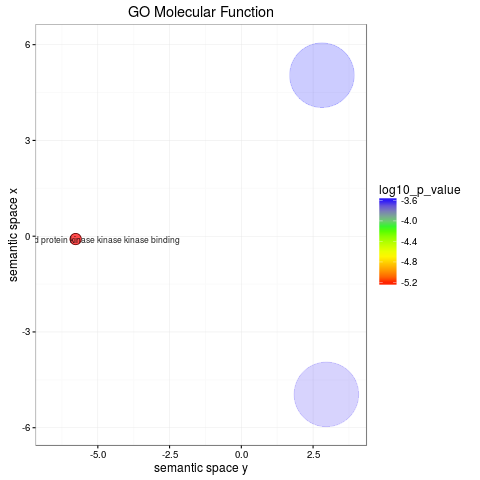 GO Molecular Function
6
3
0
-3
-6
semantic space x
d protein kinase kinase kinase binding
-5.0
-2.5
0.0
2.5
semantic space y
log10_p_value
-3.6
-4.0
-4.4
-4.8
-5.2